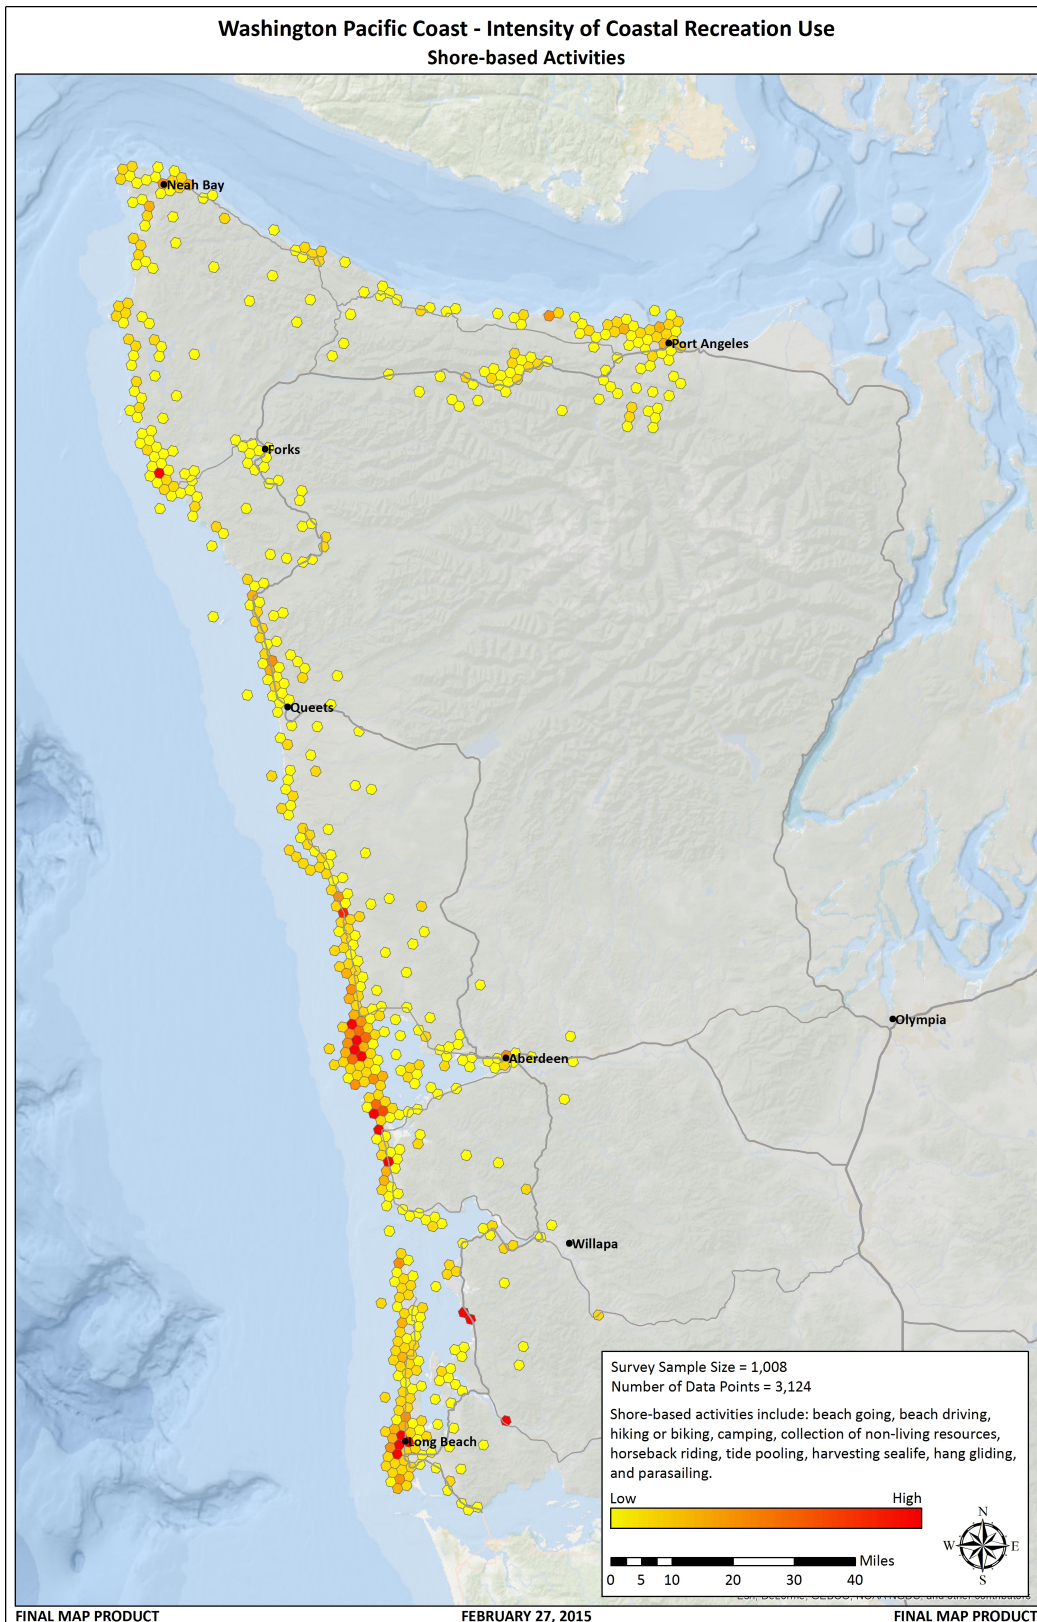 Washington Pacific Coast - Intensity of Coastal Recreation Use
Shore-based Activities
Neah Bay
Port Angeles
Forks
Queets
Olympia
Aberdeen
Willapa
Long Beach
Survey Sample Size = 1,008
Number of Data Points = 3,124
Shore-based activities include: beach going, beach driving,
hiking or biking, camping, collection of non-living resources,
horseback riding, tide pooling, harvesting sealife, hang gliding,
and parasailing.
Low High
N
W E
S
Miles
0 5 10 20 30 40
FINAL MAP PRODUCT FEBRUARY 27, 2015 FINAL MAP PRODUCT